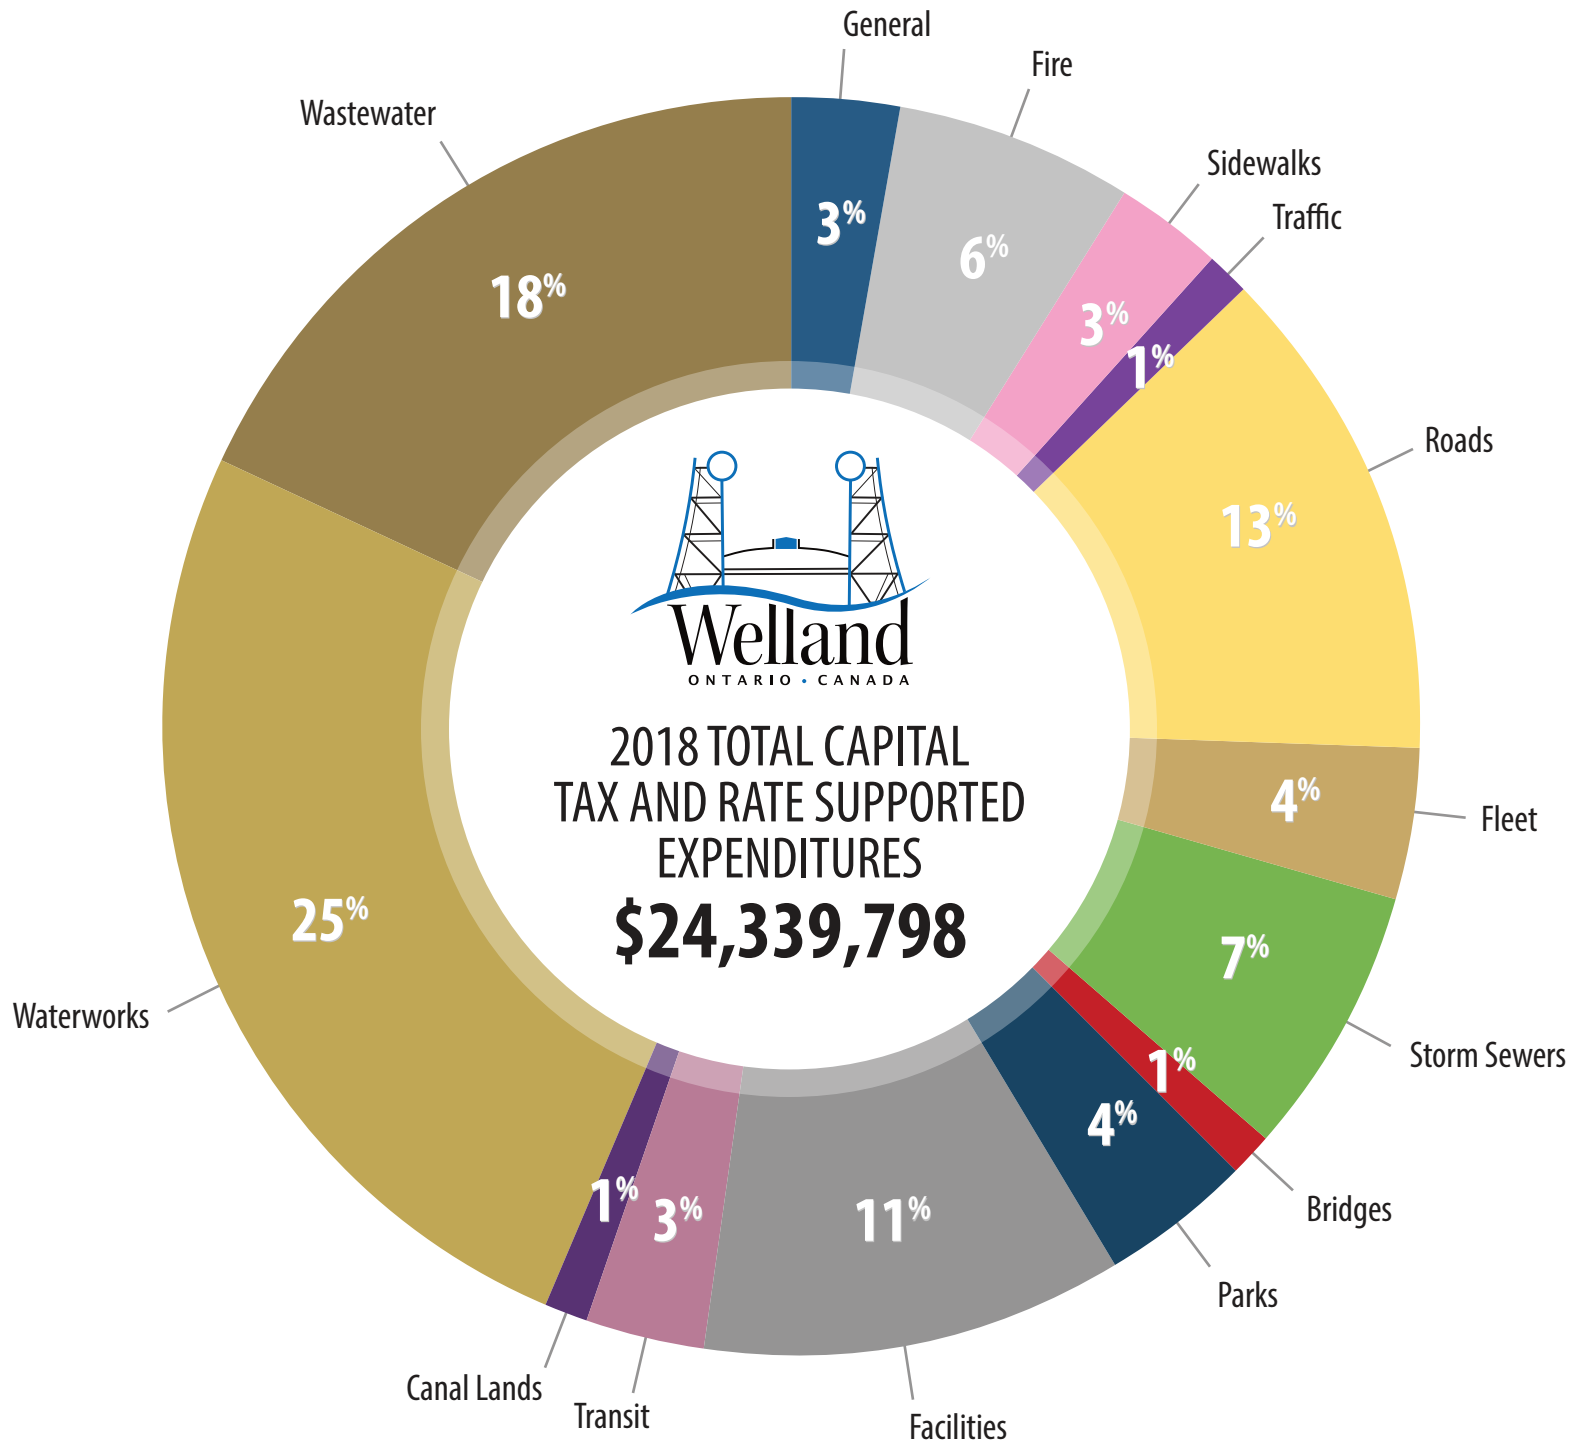 General
Fire
Wastewater
Sidewalks
Traffic
3%
6%
18%
3%
1%
Roads
13%
Welland
ONTARIO • CANADA
2018 TOTAL CAPITAL
TAX AND RATE SUPPORTED
EXPENDITURES
$24,339,798
4%
Fleet
25%
7%
Waterworks
Storm Sewers
1%
4%
Bridges
1%
3%
11%
Parks
Canal Lands
Transit
Facilities